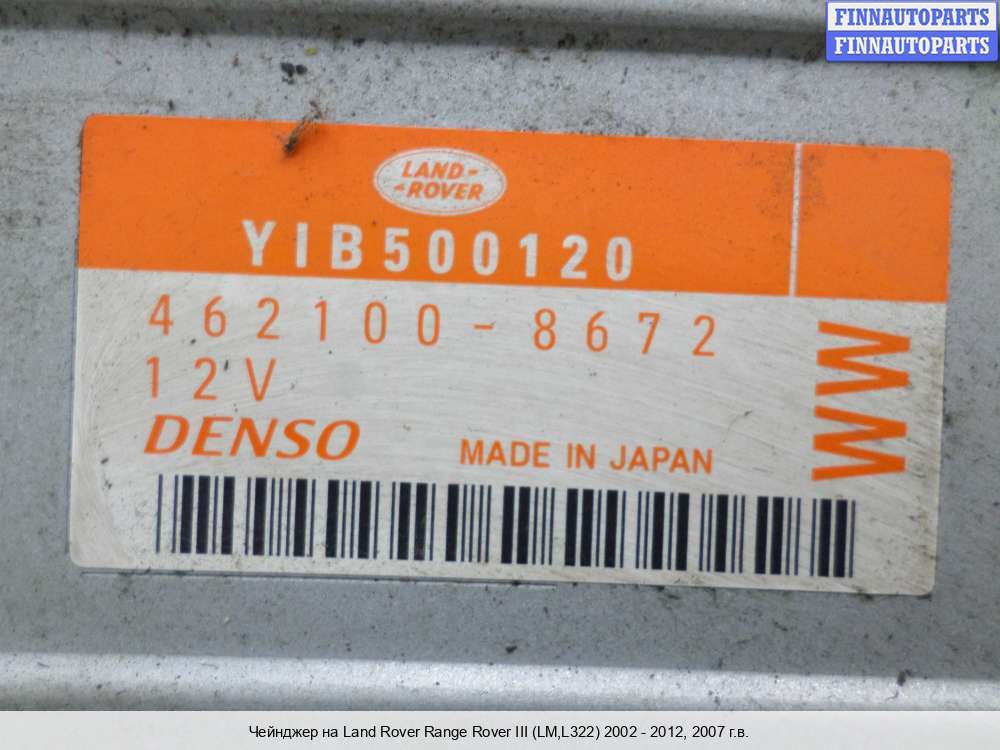 FINNAUTOPARTS
FINNAUTOPARTS
LAND-
-ROVER
YIB500120
462100-8672
12V
DENSO
MADE IN JAPAN
MM
Чейнджер на Land Rover Range Rover III (LM,L322) 2002 - 2012, 2007 г.в.